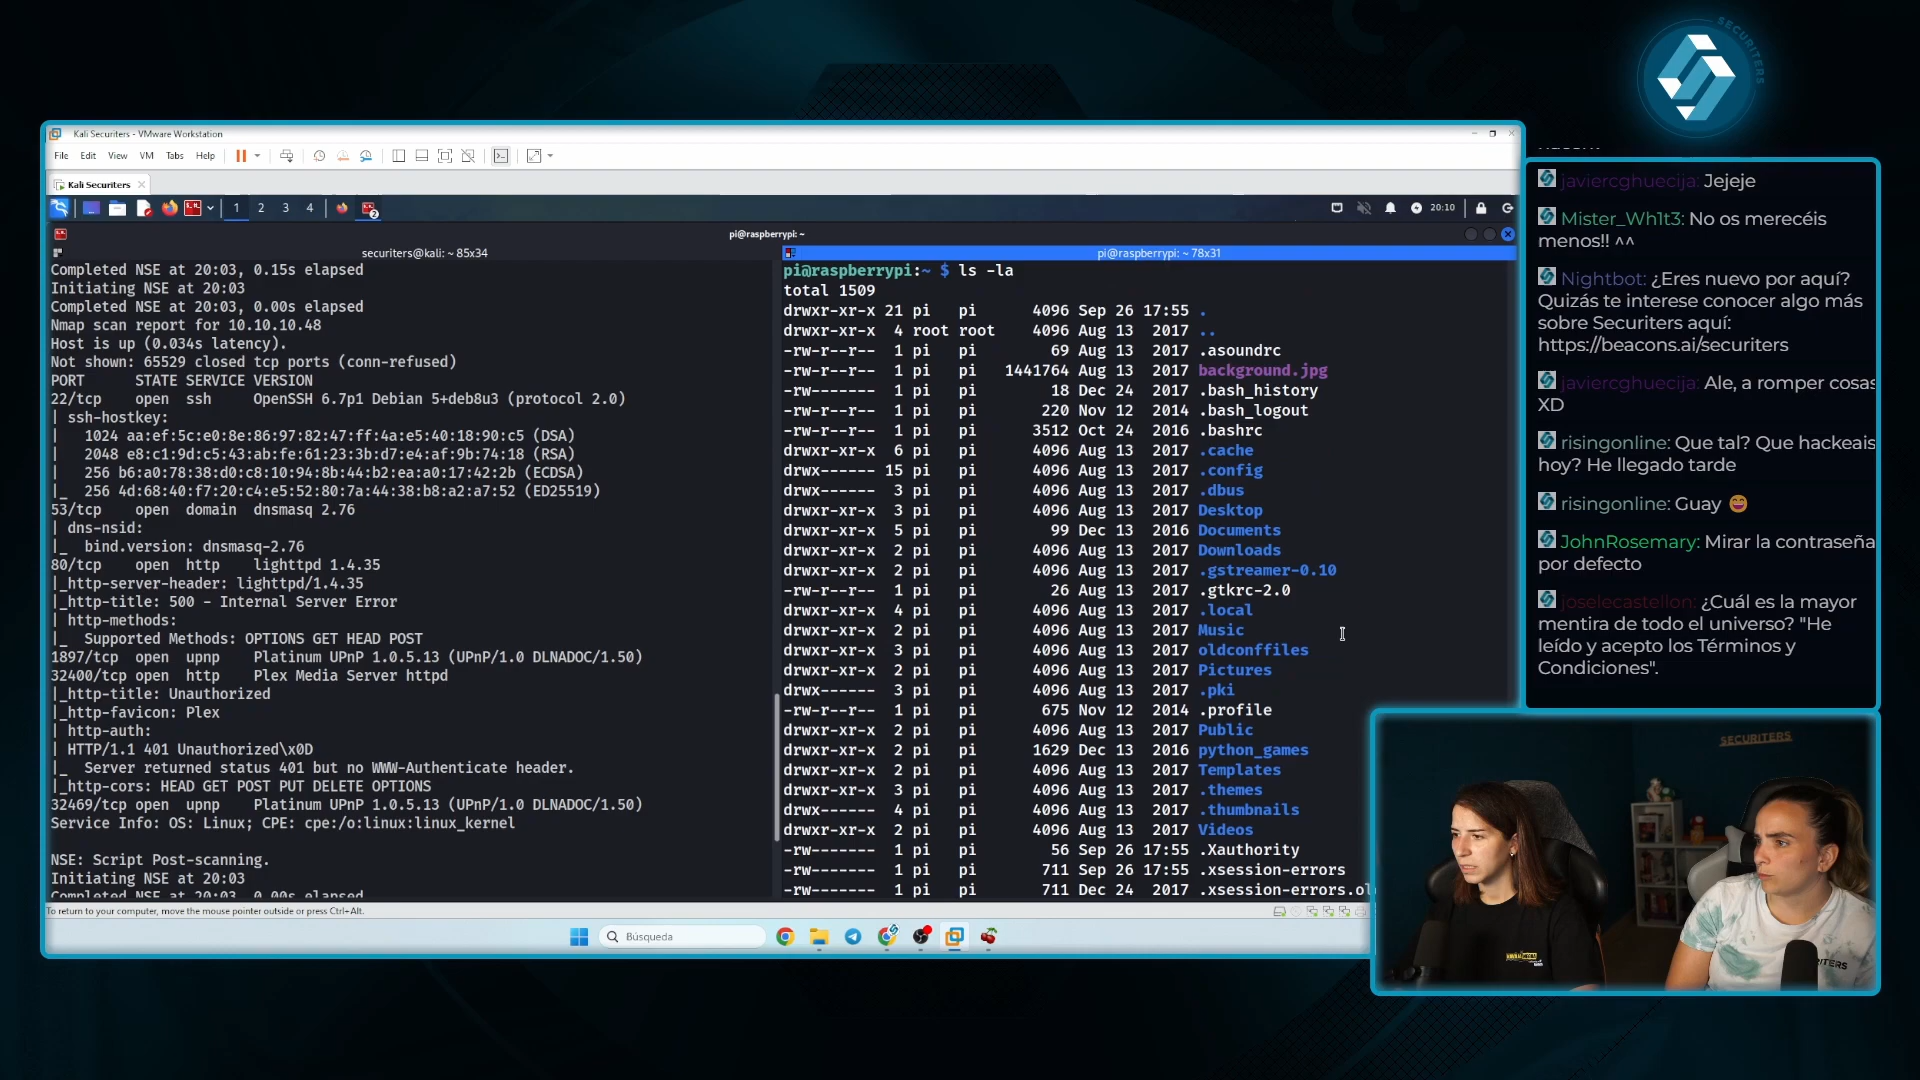 SECURITERS
Kali Securiters - VMware Workstation
File Edit View VM Tabs Help
Kali Securiters
1 2 3 4 2 20:10
pi@raspberrypi: ~
securiters@kali: ~ 85x34
Completed NSE at 20:03, 0.15s elapsed
Initiating NSE at 20:03
Completed NSE at 20:03, 0.00s elapsed
Nmap scan report for 10.10.10.48
Host is up (0.034s latency).
Not shown: 65529 closed tcp ports (conn-refused)
PORT STATE SERVICE VERSION
22/tcp open ssh OpenSSH 6.7p1 Debian 5+deb8u3 (protocol 2.0)
| ssh-hostkey:
| 1024 aa:ef:5c:e0:8e:86:97:82:47:ff:4a:e5:40:18:90:c5 (DSA)
| 2048 e8:c1:9d:c5:43:ab:fe:61:23:3b:d7:e4:af:9b:74:18 (RSA)
| 256 b6:a0:78:38:d0:c8:10:94:8b:44:b2:ea:a0:17:42:2b (ECDSA)
|_ 256 4d:68:40:f7:20:c4:e5:52:80:7a:44:38:b8:a2:a7:52 (ED25519)
53/tcp open domain dnsmasq 2.76
| dns-nsid:
|_ bind.version: dnsmasq-2.76
80/tcp open http lighttpd 1.4.35
|_http-server-header: lighttpd/1.4.35
|_http-title: 500 - Internal Server Error
| http-methods:
|_ Supported Methods: OPTIONS GET HEAD POST
1897/tcp open upnp Platinum UPnP 1.0.5.13 (UPnP/1.0 DLNADOC/1.50)
32400/tcp open http Plex Media Server httpd
|_http-title: Unauthorized
|_http-favicon: Plex
| http-auth:
| HTTP/1.1 401 Unauthorized\x0D
|_ Server returned status 401 but no WWW-Authenticate header.
|_http-cors: HEAD GET POST PUT DELETE OPTIONS
32469/tcp open upnp Platinum UPnP 1.0.5.13 (UPnP/1.0 DLNADOC/1.50)
Service Info: OS: Linux; CPE: cpe:/o:linux:linux_kernel
NSE: Script Post-scanning.
Initiating NSE at 20:03
Completed NSE at 20:03, 0.00s elapsed
pi@raspberrypi: ~ 78x31
pi@raspberrypi:~ $ ls -la
total 1509
drwxr-xr-x 21 pi pi 4096 Sep 26 17:55 .
drwxr-xr-x 4 root root 4096 Aug 13 2017 ..
-rw-r--r-- 1 pi pi 69 Aug 13 2017 .asoundrc
-rw-r--r-- 1 pi pi 1441764 Aug 13 2017 background.jpg
-rw------- 1 pi pi 18 Dec 24 2017 .bash_history
-rw-r--r-- 1 pi pi 220 Nov 12 2014 .bash_logout
-rw-r--r-- 1 pi pi 3512 Oct 24 2016 .bashrc
drwxr-xr-x 6 pi pi 4096 Aug 13 2017 .cache
drwx------ 15 pi pi 4096 Aug 13 2017 .config
drwx------ 3 pi pi 4096 Aug 13 2017 .dbus
drwxr-xr-x 3 pi pi 4096 Aug 13 2017 Desktop
drwxr-xr-x 5 pi pi 99 Dec 13 2016 Documents
drwxr-xr-x 2 pi pi 4096 Aug 13 2017 Downloads
drwxr-xr-x 2 pi pi 4096 Aug 13 2017 .gstreamer-0.10
-rw-r--r-- 1 pi pi 26 Aug 13 2017 .gtkrc-2.0
drwxr-xr-x 4 pi pi 4096 Aug 13 2017 .local
drwxr-xr-x 2 pi pi 4096 Aug 13 2017 Music
drwxr-xr-x 3 pi pi 4096 Aug 13 2017 oldconffiles
drwxr-xr-x 2 pi pi 4096 Aug 13 2017 Pictures
drwx------ 3 pi pi 4096 Aug 13 2017 .pki
-rw-r--r-- 1 pi pi 675 Nov 12 2014 .profile
drwxr-xr-x 2 pi pi 4096 Aug 13 2017 Public
drwxr-xr-x 2 pi pi 1629 Dec 13 2016 python_games
drwxr-xr-x 2 pi pi 4096 Aug 13 2017 Templates
drwxr-xr-x 3 pi pi 4096 Aug 13 2017 .themes
drwx------ 4 pi pi 4096 Aug 13 2017 .thumbnails
drwxr-xr-x 2 pi pi 4096 Aug 13 2017 Videos
-rw------- 1 pi pi 56 Sep 26 17:55 .Xauthority
-rw------- 1 pi pi 711 Sep 26 17:55 .xsession-errors
-rw------- 1 pi pi 711 Dec 24 2017 .xsession-errors.ol
To return to your computer, move the mouse pointer outside or press Ctrl+Alt.
Búsqueda
javiercghuecija: Jejeje
Mister_Wh1t3: No os merecéis
menos!! ^^
Nightbot: ¿Eres nuevo por aquí?
Quizás te interese conocer algo más
sobre Securiters aquí:
https://beacons.ai/securiters
javiercghuecija: Ale, a romper cosas
XD
risingonline: Que tal? Que hackeais
hoy? He llegado tarde
risingonline: Guay 😄
JohnRosemary: Mirar la contraseña
por defecto
joselecastellon: ¿Cuál es la mayor
mentira de todo el universo? "He
leído y acepto los Términos y
Condiciones".
SECURITERS